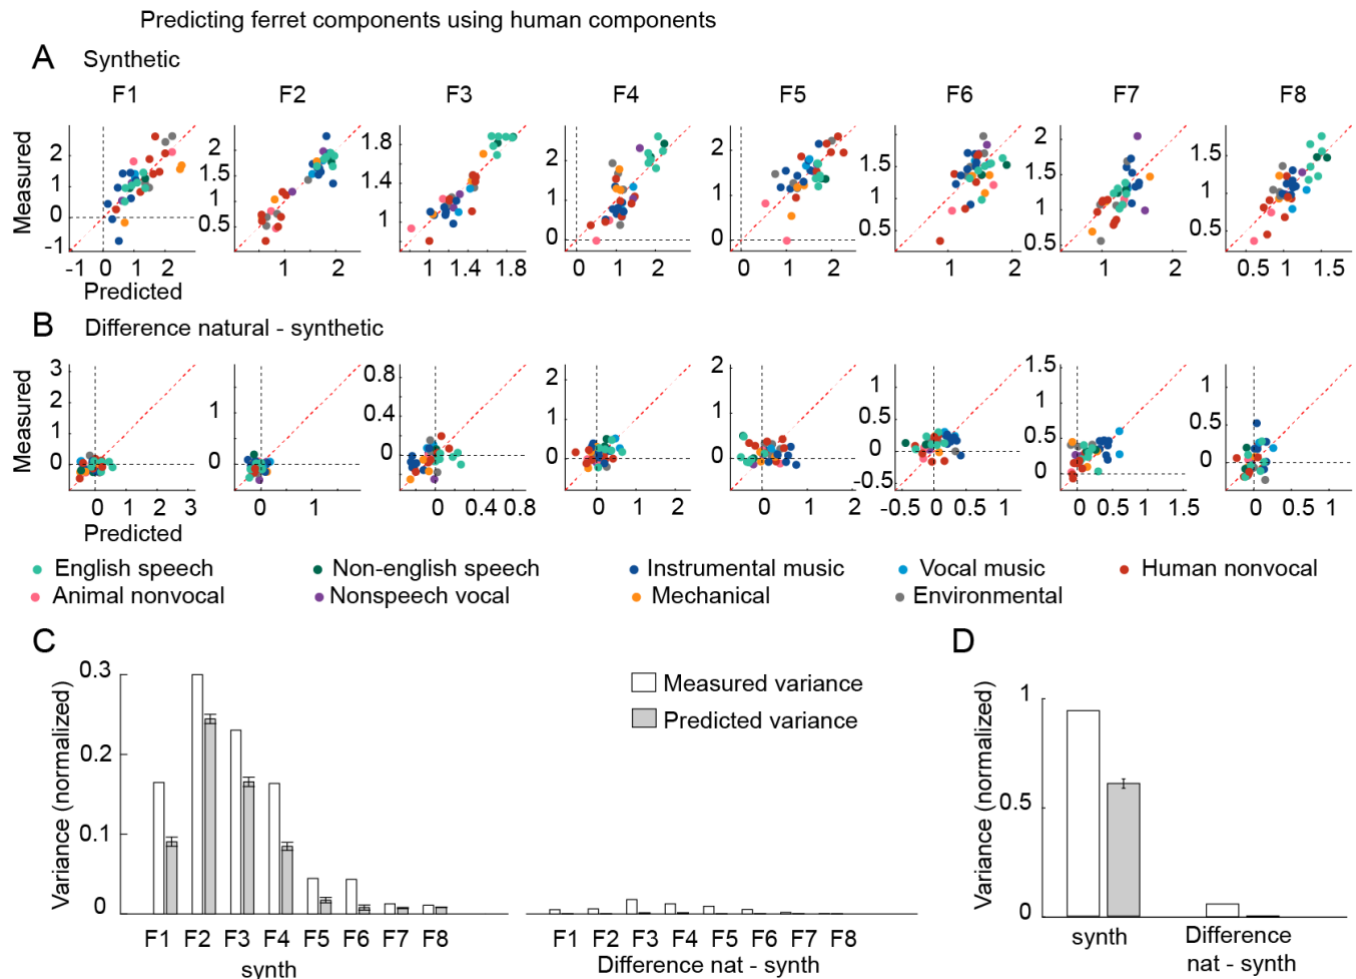 Predicting ferret components using human components
A Synthetic
F1 F2 F3 F4 F5 F6 F7 F8
Measured
2 1 0 -1
2 1.5 0.5
1.8 1.4 1
2 1 0
2 1 0
2 1.5 1 0.5
2 1.5 1 0.5
2 1.5 1 0.5
-1 0 1 2
1 2
1 1.4 1.8
0 1 2
0 1 2
1 2
1 2
0.6 1 1.5
Predicted
B Difference natural - synthetic
Measured
3 2 1 0
1 0
0.8 0.4 0
2 1 0
2 1 0
1 0.5 0 -0.5
1.5 1 0.5 0
1 0
0 1 2 3
0 1
0 0.4 0.8
0 1 2
0 1 2
-0.5 0 0.5 1
0 0.5 1 1.5
0 0.5 1
Predicted
English speech Non-english speech Instrumental music Vocal music Human nonvocal
Animal nonvocal Nonspeech vocal Mechanical Environmental
C
Variance (normalized)
0.3
0.2
0.1
0
Measured variance
Predicted variance
F1 F2 F3 F4 F5 F6 F7 F8
synth
F1 F2 F3 F4 F5 F6 F7 F8
Difference nat - synth
D
Variance (normalized)
1
0.5
0
synth
Difference
nat - synth